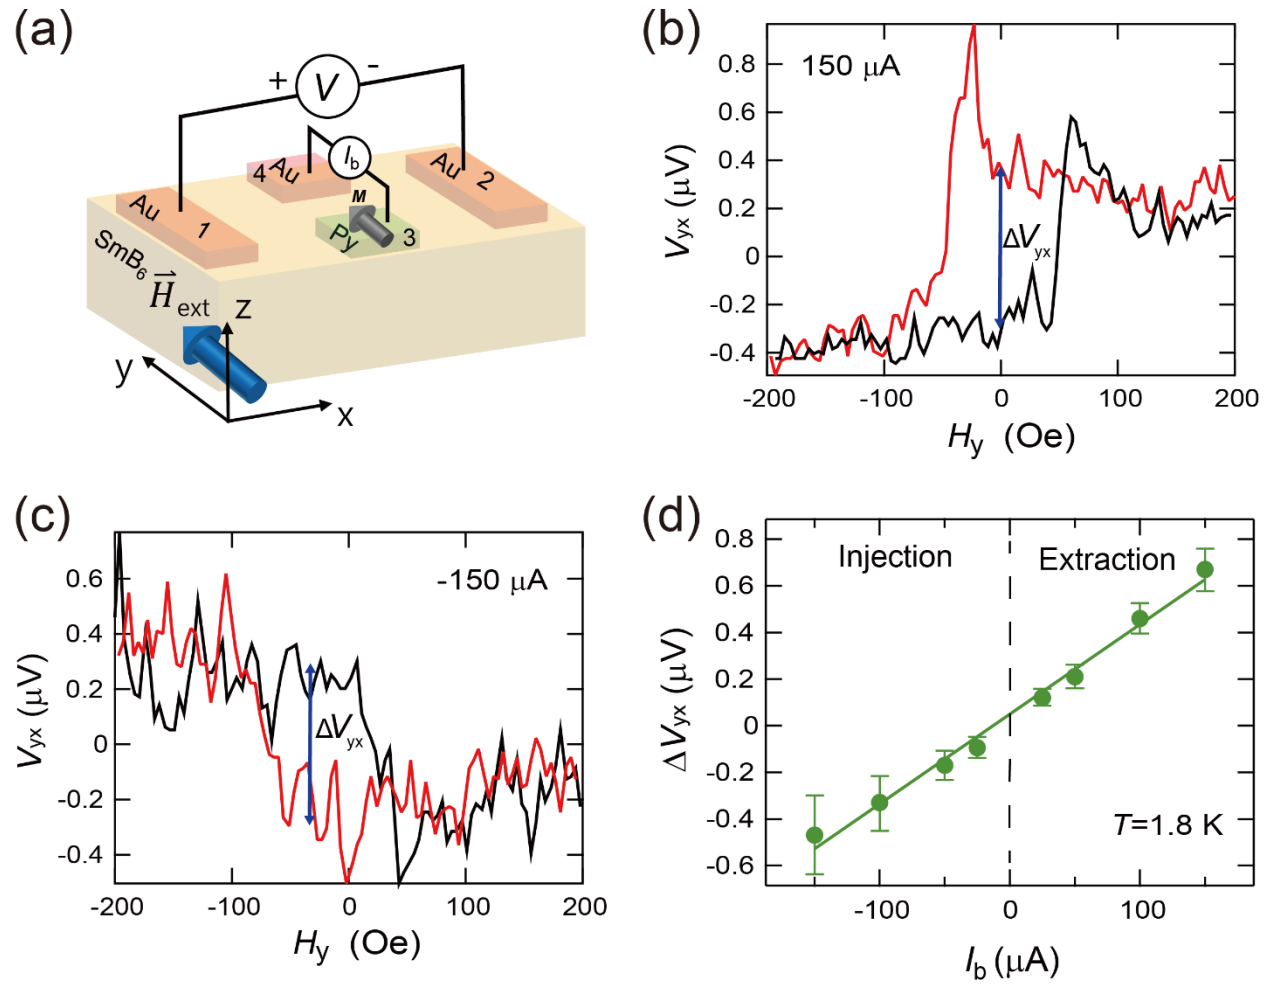 (a)
+ V -
I_b
4 Au
Au 2
M
Au 1
Py 3
SmB₆
H⃗_ext
z
y
x
(b)
150 μA
V_yx (μV)
0.8
0.6
0.4
0.2
0
-0.2
-0.4
ΔV_yx
-200 -100 0 100 200
H_y (Oe)
(c)
-150 μA
V_yx (μV)
0.6
0.4
0.2
0
-0.2
-0.4
ΔV_yx
-200 -100 0 100 200
H_y (Oe)
(d)
Injection Extraction
ΔV_yx (μV)
0.8
0.6
0.4
0.2
0
-0.2
-0.4
-0.6
T=1.8 K
-100 0 100
I_b (μA)